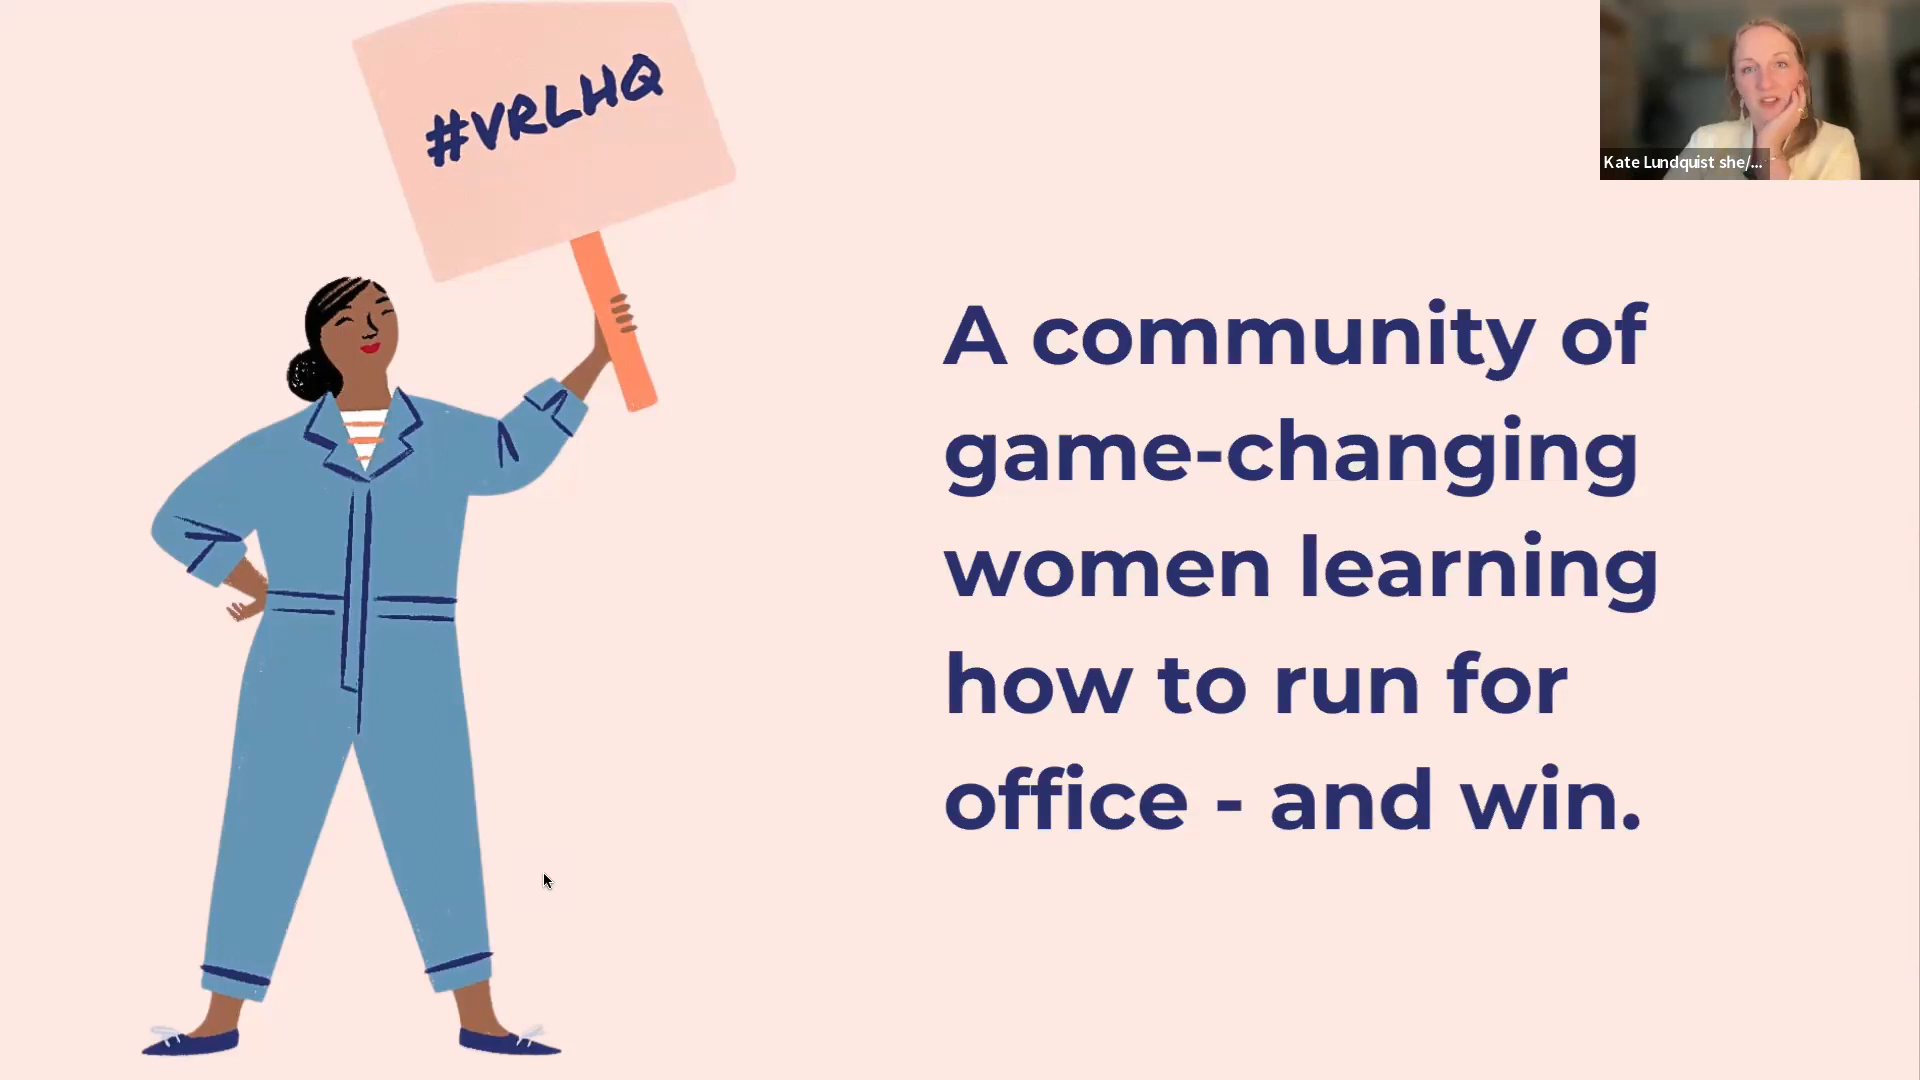 #VRLHQ
Kate Lundquist she/...
A community of
game-changing
women learning
how to run for
office - and win.